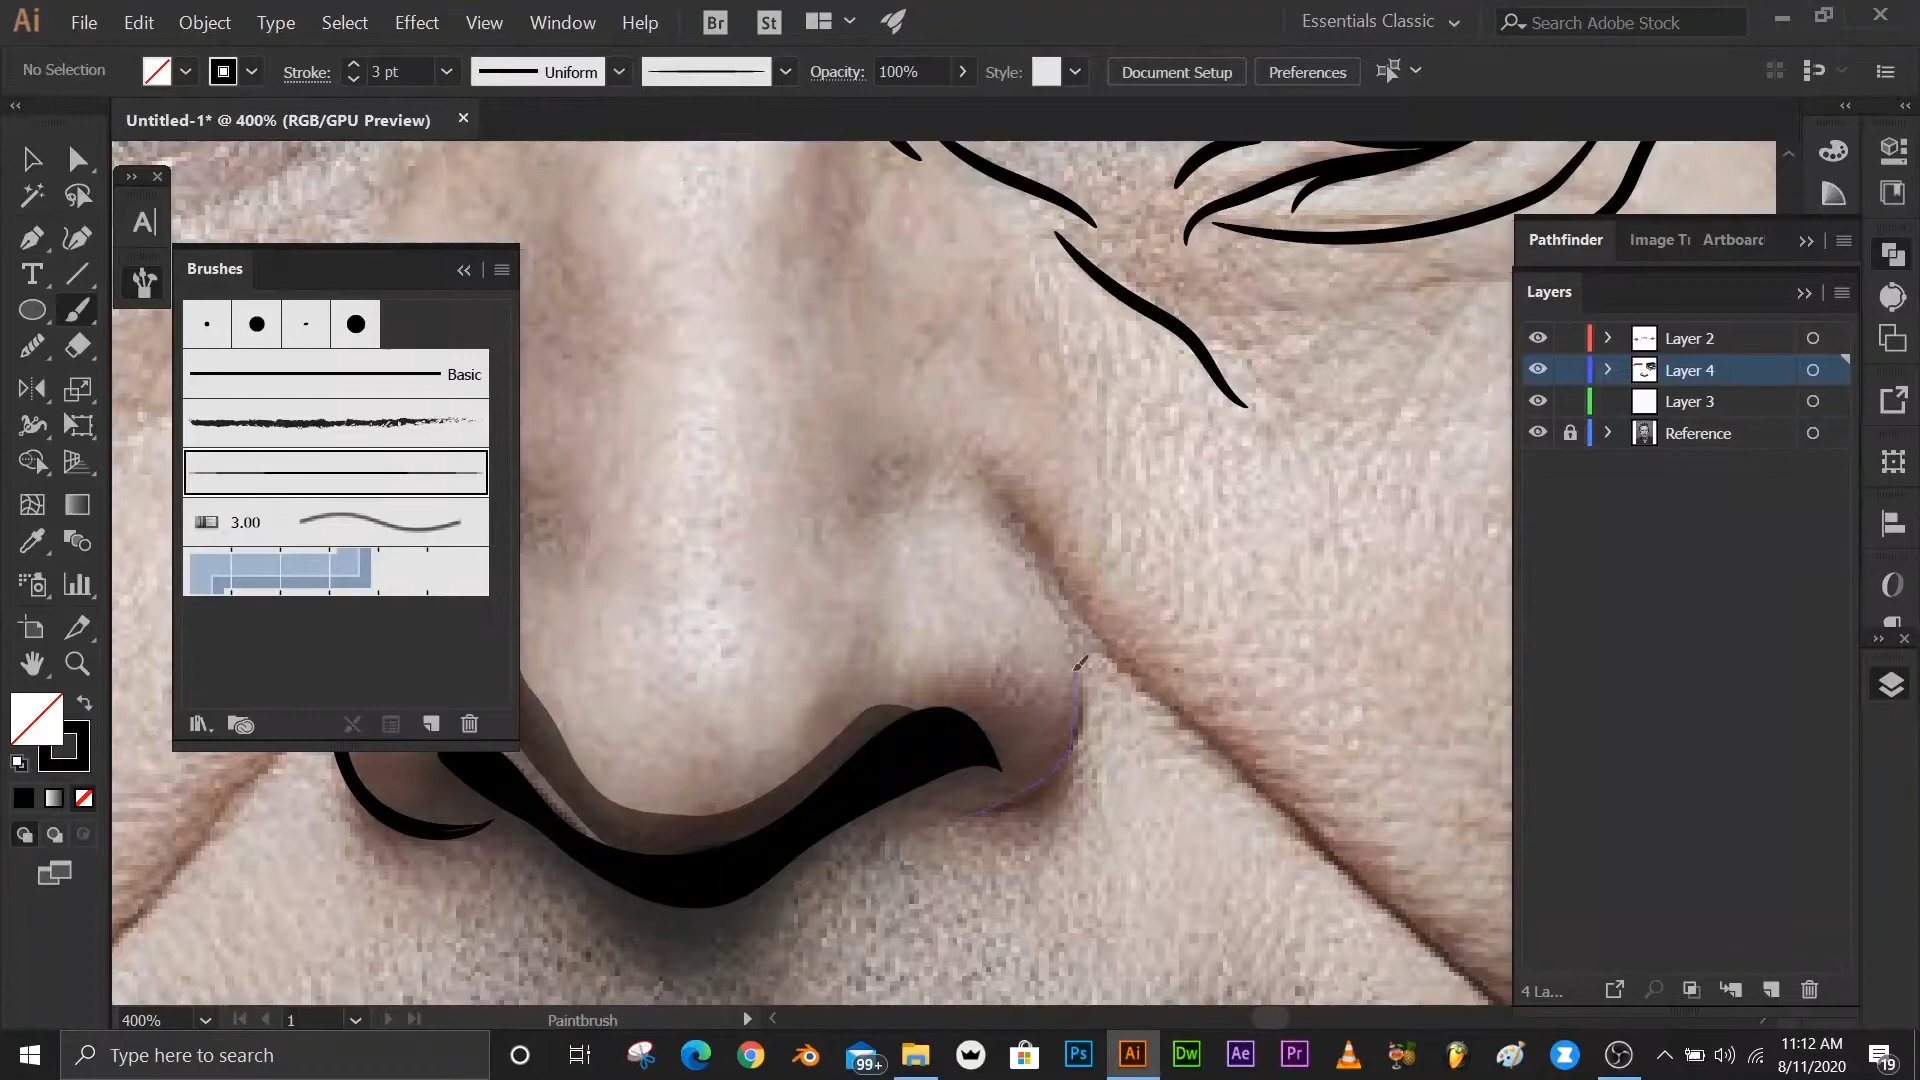 Ai File Edit Object Type Select Effect View Window Help Br St Essentials Classic Search Adobe Stock
No Selection Stroke: 3 pt Uniform Opacity: 100% Style: Document Setup Preferences
Untitled-1* @ 400% (RGB/GPU Preview)
A
Brushes
Basic
3.00
Pathfinder Image Tr Artboard
Layers
Layer 2
Layer 4
Layer 3
Reference
4 La...
400% 1 Paintbrush
Type here to search
99+
Ps Ai Dw Ae Pr
11:12 AM
8/11/2020
19